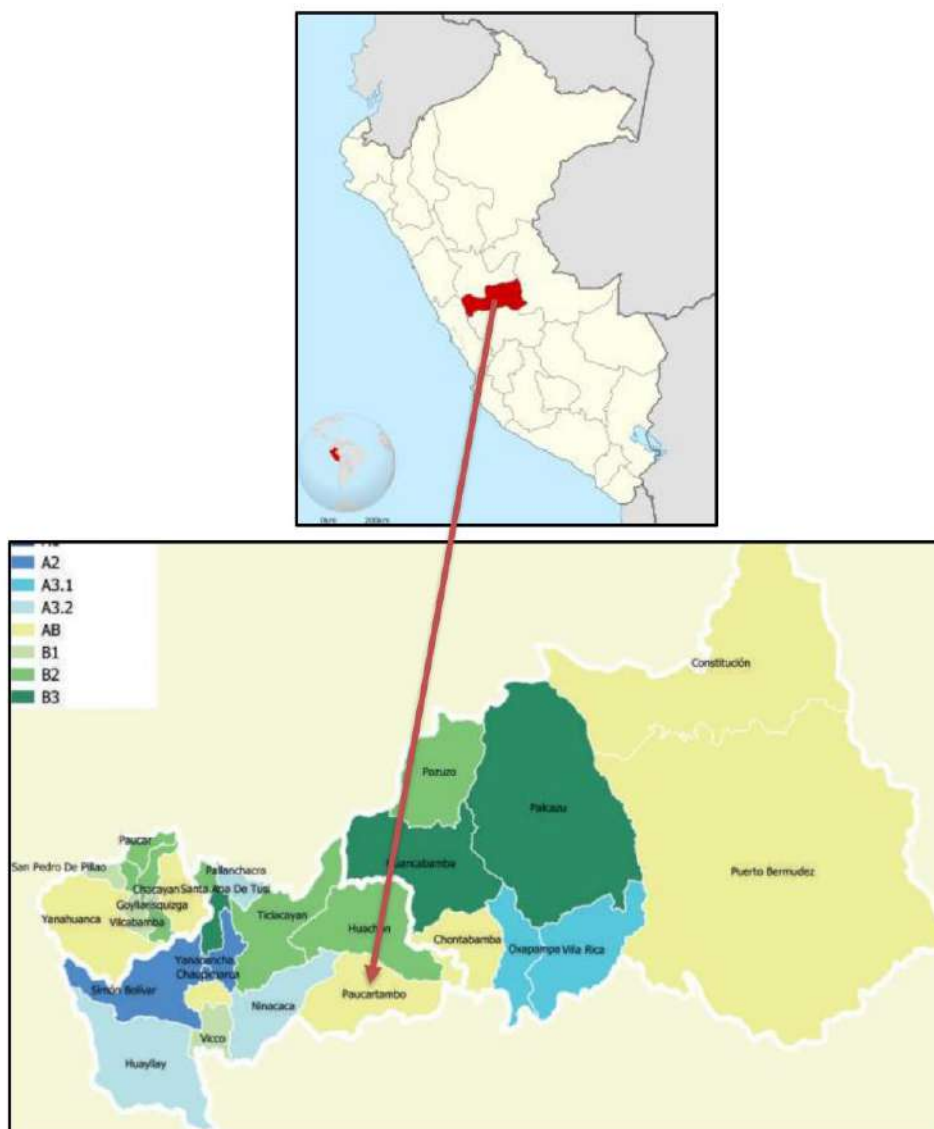 0km 200km
A2
A3.1
A3.2
AB
B1
B2
B3
Constitución
Pozuzo
Palcazu
Paucar
San Pedro De Pillao
Pallanchacra
Huancabamba
Puerto Bermudez
Chacayan
Santa Ana De Tusi
Goyllarisquizga
Yanahuanca
Vilcabamba
Ticlacayan
Huachon
Chontabamba
Oxapampa
Villa Rica
Yanacancha
Chaupimarca
Simón Bolívar
Ninacaca
Paucartambo
Vicco
Huayllay